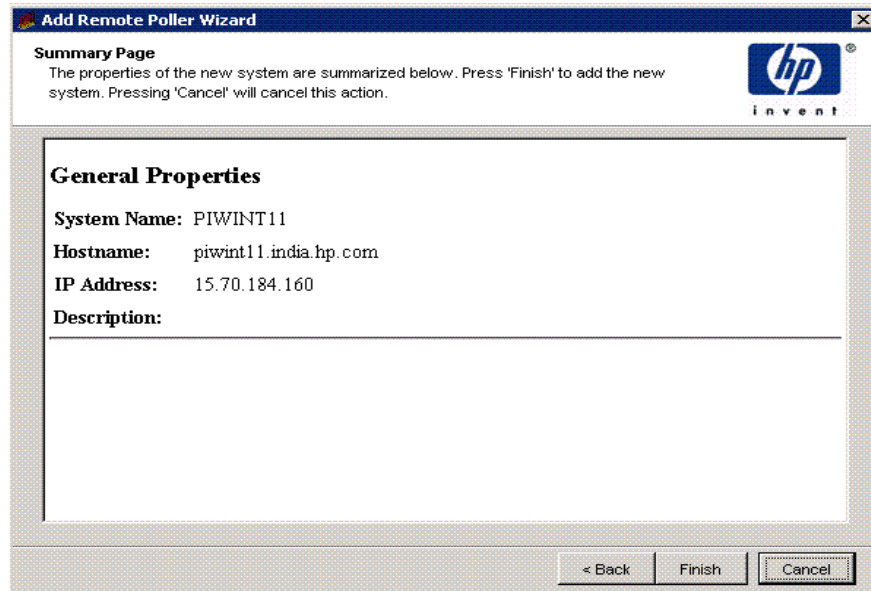 Add Remote Poller Wizard
Summary Page
The properties of the new system are summarized below. Press 'Finish' to add the new
system. Pressing 'Cancel' will cancel this action.
hp
®
invent
General Properties
System Name: PIWINT11
Hostname: piwint11.india.hp.com
IP Address: 15.70.184.160
Description:
< Back
Finish
Cancel